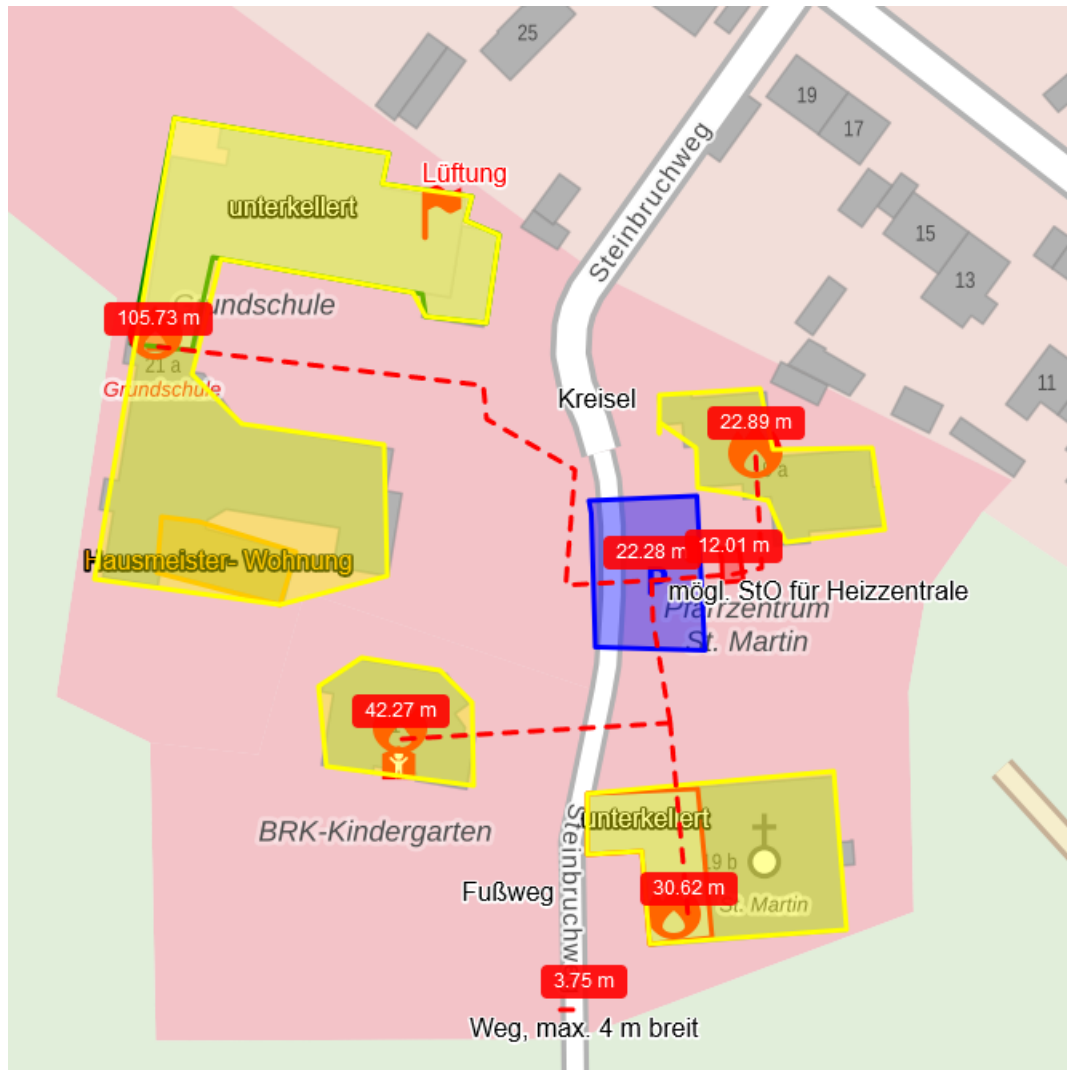 25
19
17
Lüftung
Steinbruchweg
unterkellert
15
13
Grundschule
105.73 m
21 a
Grundschule
Kreisel
11
22.89 m
a
22.28 m
12.01 m
Hausmeister- Wohnung
mögl. StO für Heizzentrale
Pfarrzentrum
St. Martin
42.27 m
BRK-Kindergarten
unterkellert
19 b
30.62 m
St. Martin
Fußweg
Steinbruchw
3.75 m
Weg, max. 4 m breit